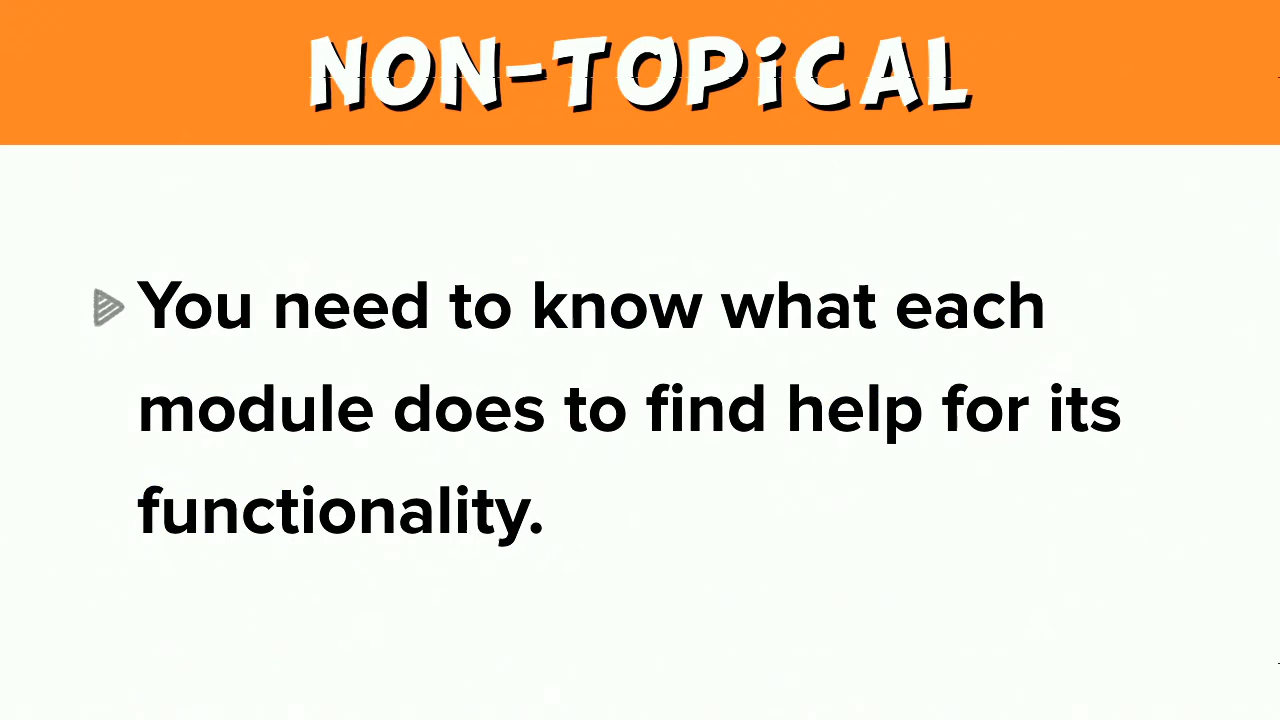 NON-TOPiCAL
You need to know what each
module does to find help for its
functionality.